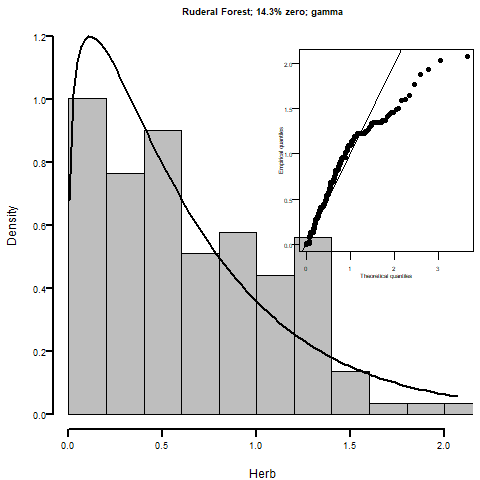 Ruderal Forest; 14.3% zero; gamma
Density
1.2
1.0
0.8
0.6
0.4
0.2
0.0
0.0 0.5 1.0 1.5 2.0
Herb
Empirical quantiles
2.0
1.5
1.0
0.5
0.0
0 1 2 3
Theoretical quantiles